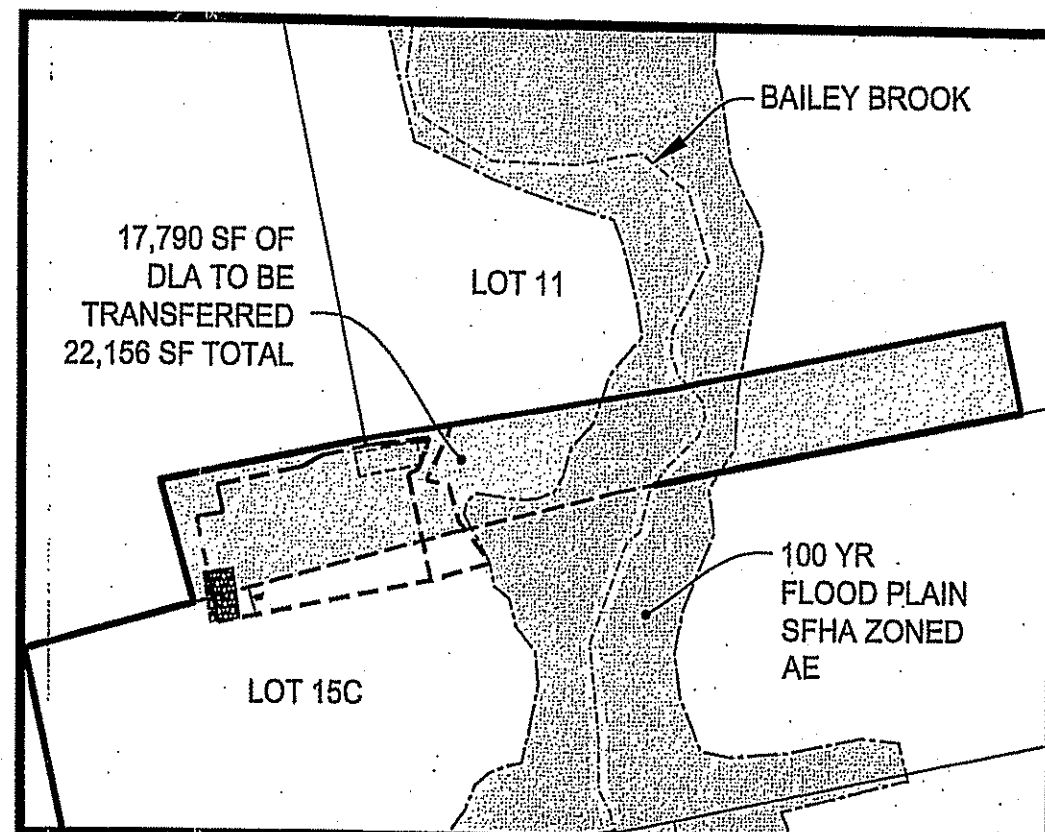 BAILEY BROOK
17,790 SF OF
DLA TO BE
TRANSFERRED
22,156 SF TOTAL
LOT 11
100 YR
FLOOD PLAIN
SFHA ZONED
AE
LOT 15C